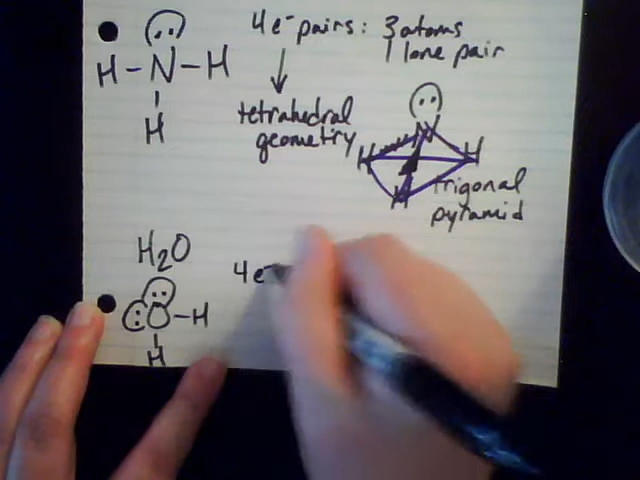 4 e⁻ pairs: 3 atoms
1 lone pair
H-N-H
H
tetrahedral
geometry
N
H H
H
trigonal
pyramid
H₂O
4 e⁻
O-H
H